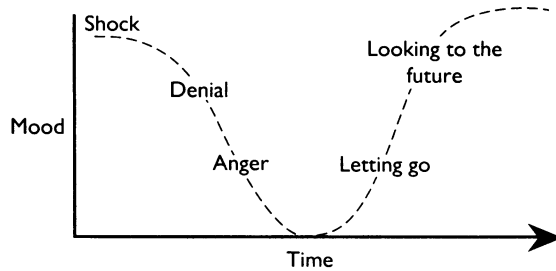 Shock
Looking to the
future
Denial
Mood
Anger
Letting go
Time